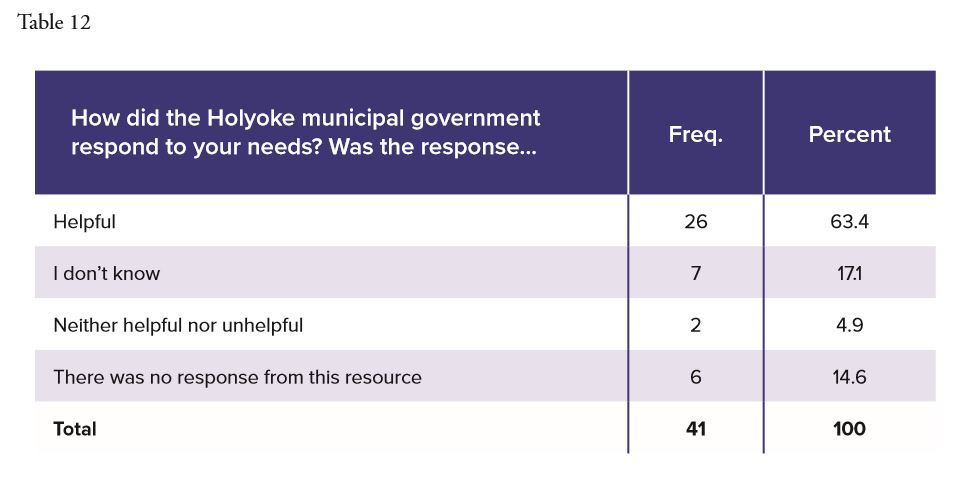 Table 12
How did the Holyoke municipal government
respond to your needs? Was the response...
Freq.
Percent
Helpful 26 63.4
I don’t know 7 17.1
Neither helpful nor unhelpful 2 4.9
There was no response from this resource 6 14.6
Total 41 100